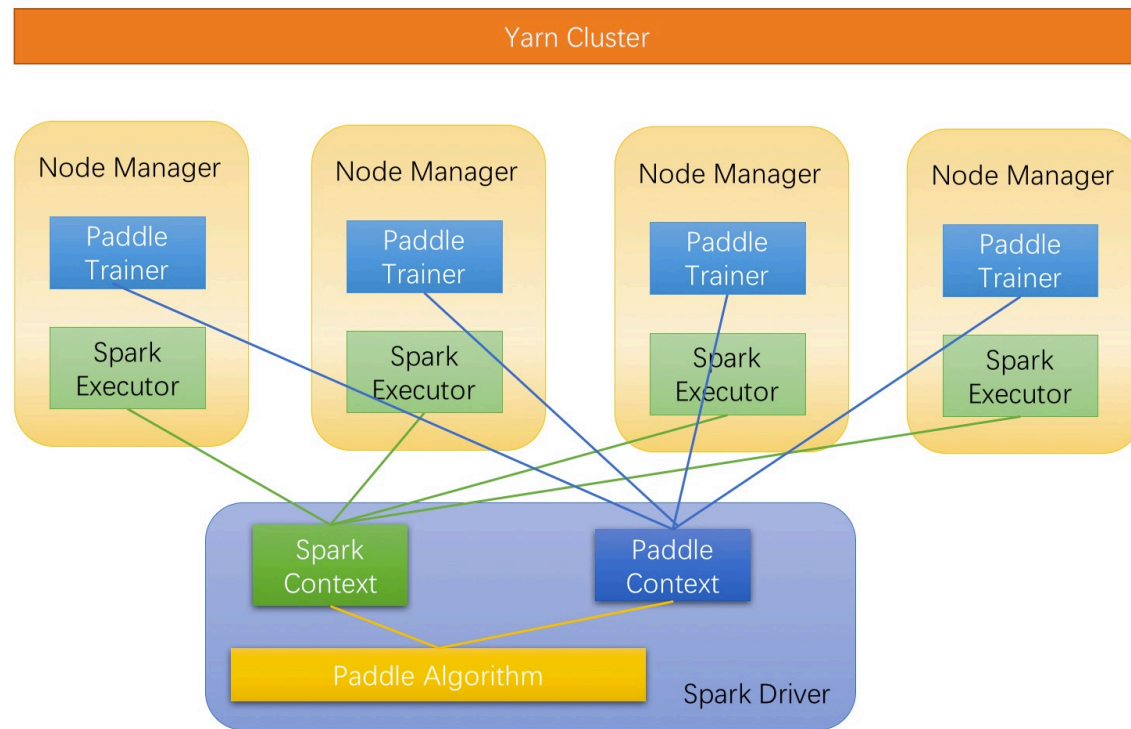 Yarn Cluster
Node Manager
Paddle
Trainer
Spark
Executor
Node Manager
Paddle
Trainer
Spark
Executor
Node Manager
Paddle
Trainer
Spark
Executor
Node Manager
Paddle
Trainer
Spark
Executor
Spark
Context
Paddle
Context
Paddle Algorithm
Spark Driver